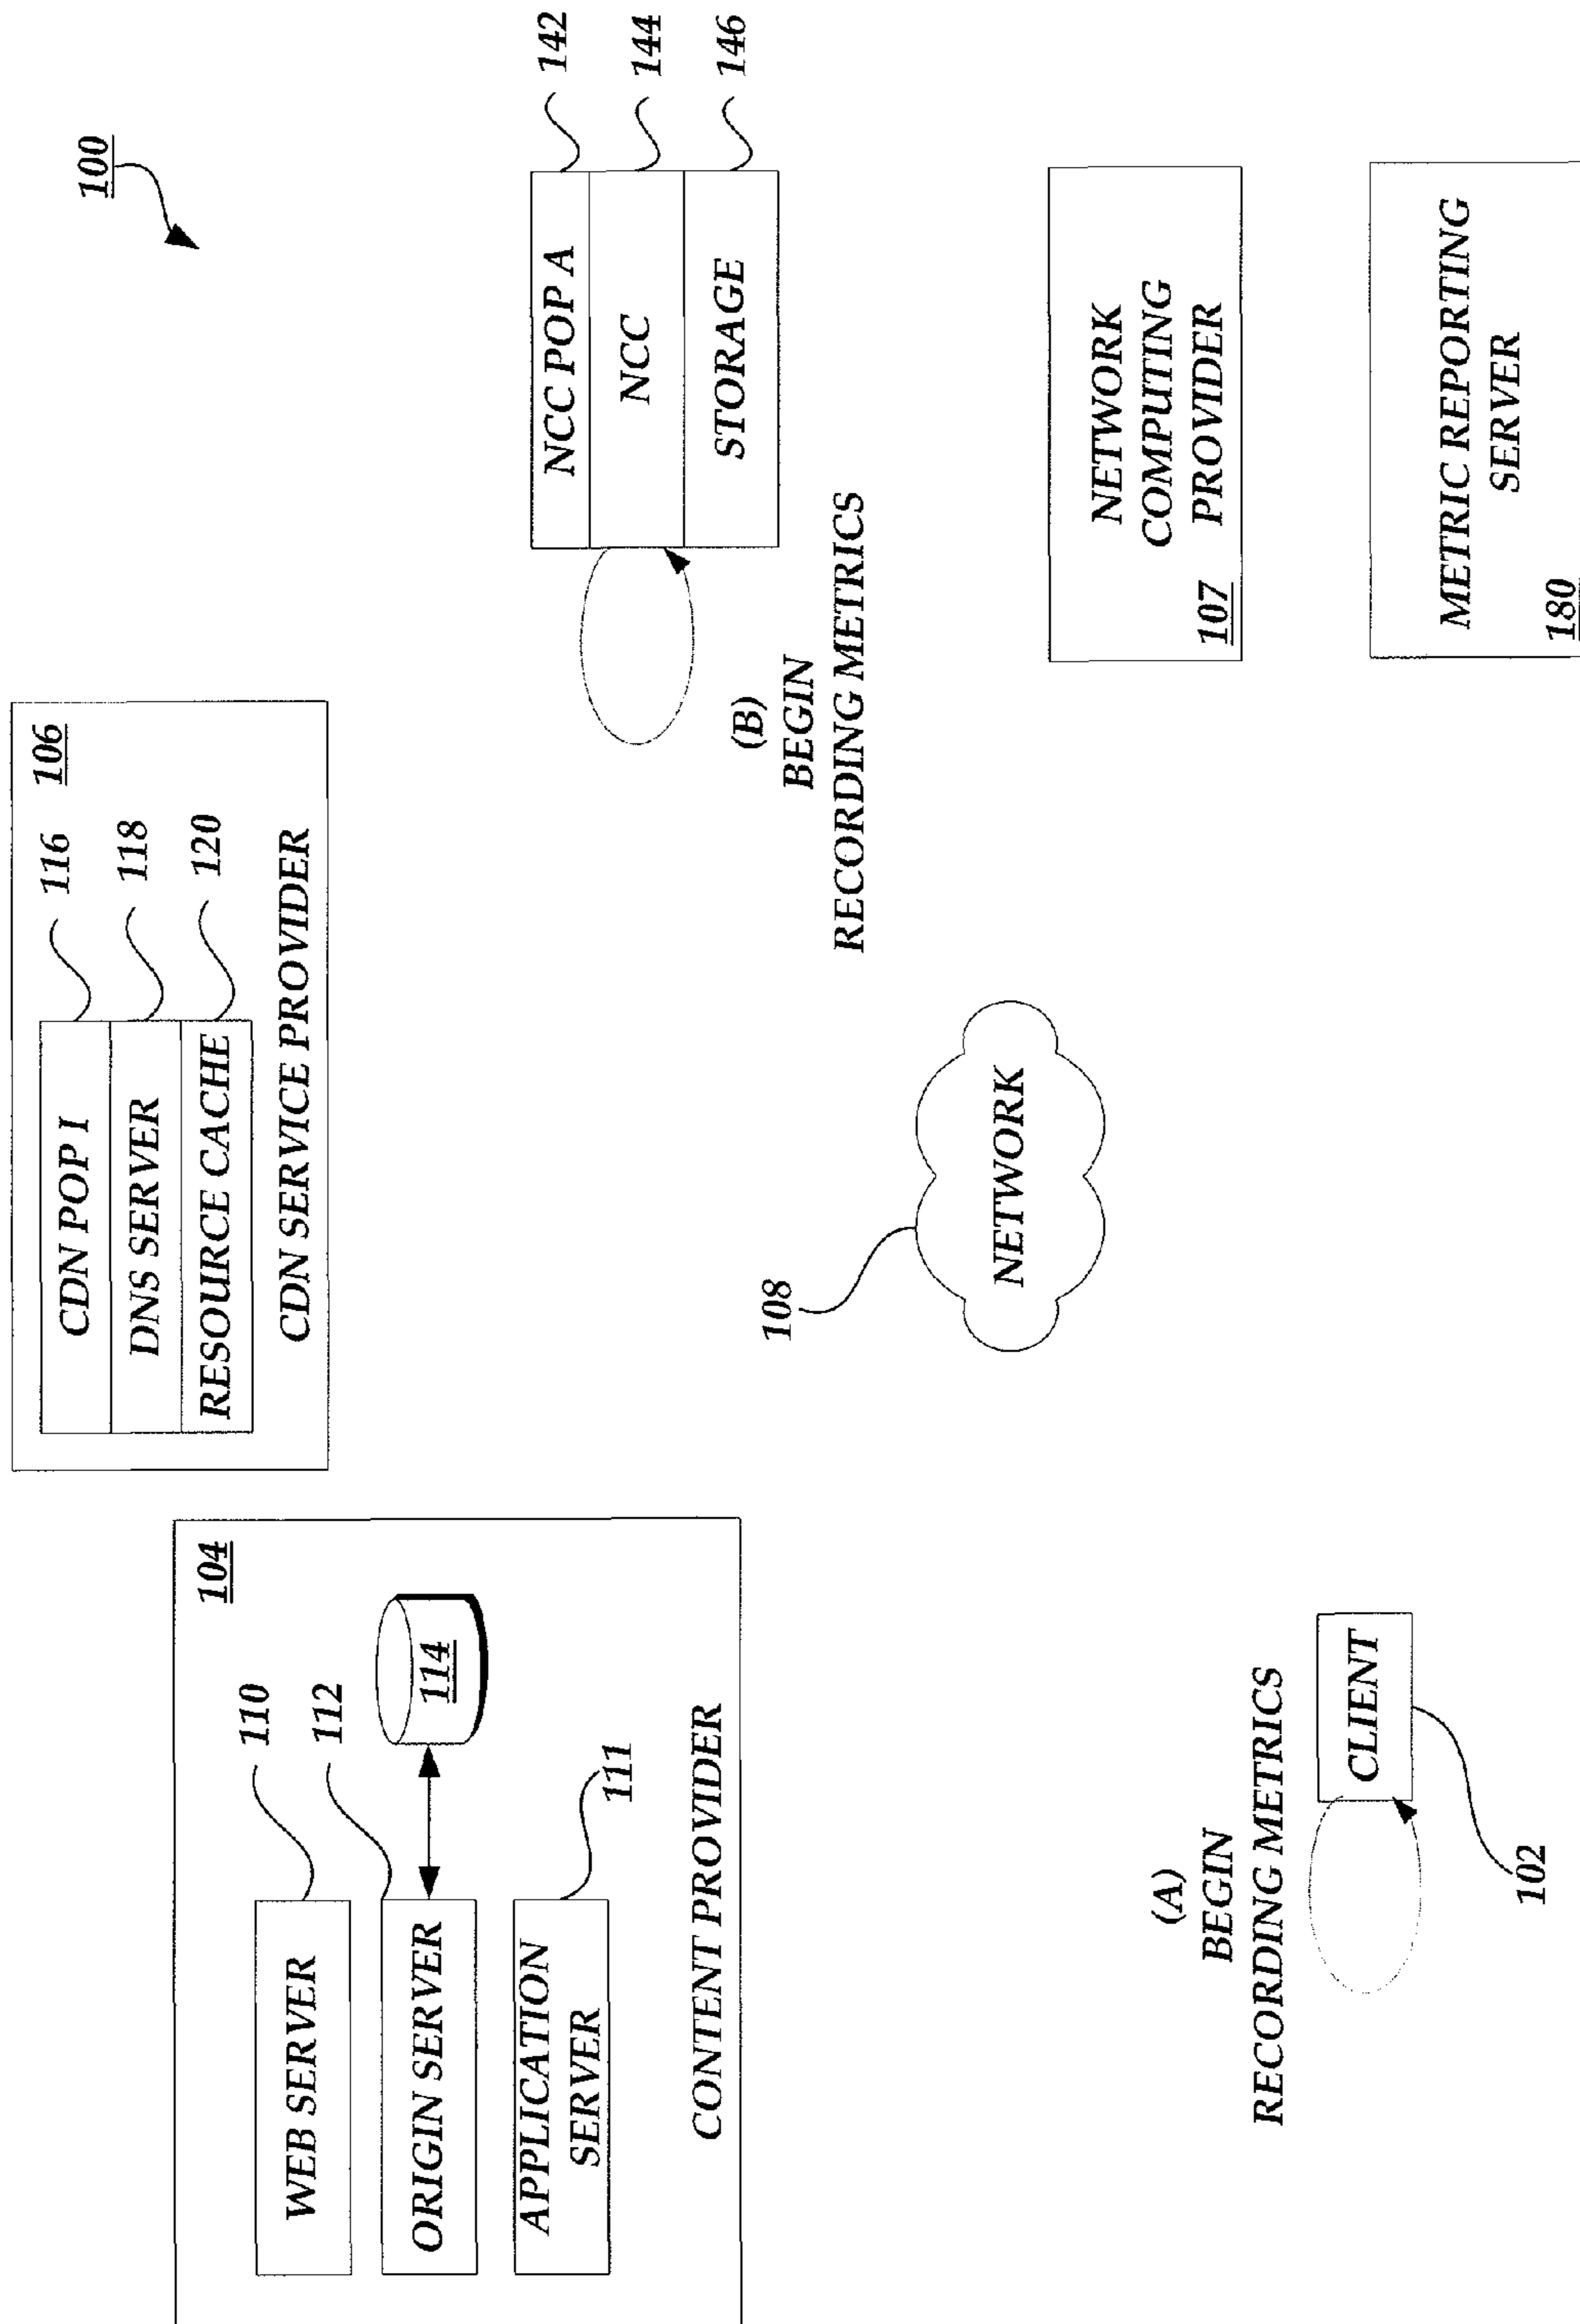 100
104
WEB SERVER
110
ORIGIN SERVER
112
114
APPLICATION
SERVER
111
CONTENT PROVIDER
106
CDN POP I
116
DNS SERVER
118
RESOURCE CACHE
120
CDN SERVICE PROVIDER
NCC POP A
142
NCC
144
STORAGE
146
(B)
BEGIN
RECORDING METRICS
108
NETWORK
NETWORK
COMPUTING
PROVIDER
107
METRIC REPORTING
SERVER
180
(A)
BEGIN
RECORDING METRICS
CLIENT
102